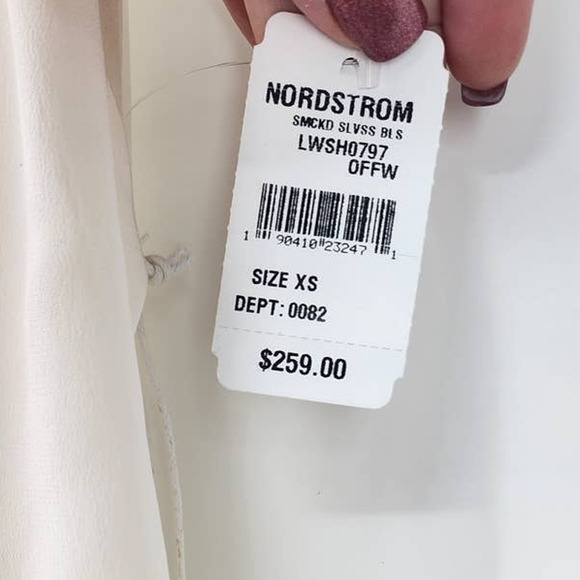 NORDSTROM
SMCKD SLVSS BLS
LWSH0797
OFFW
1 90410 23247 1
SIZE XS
DEPT: 0082
$259.00